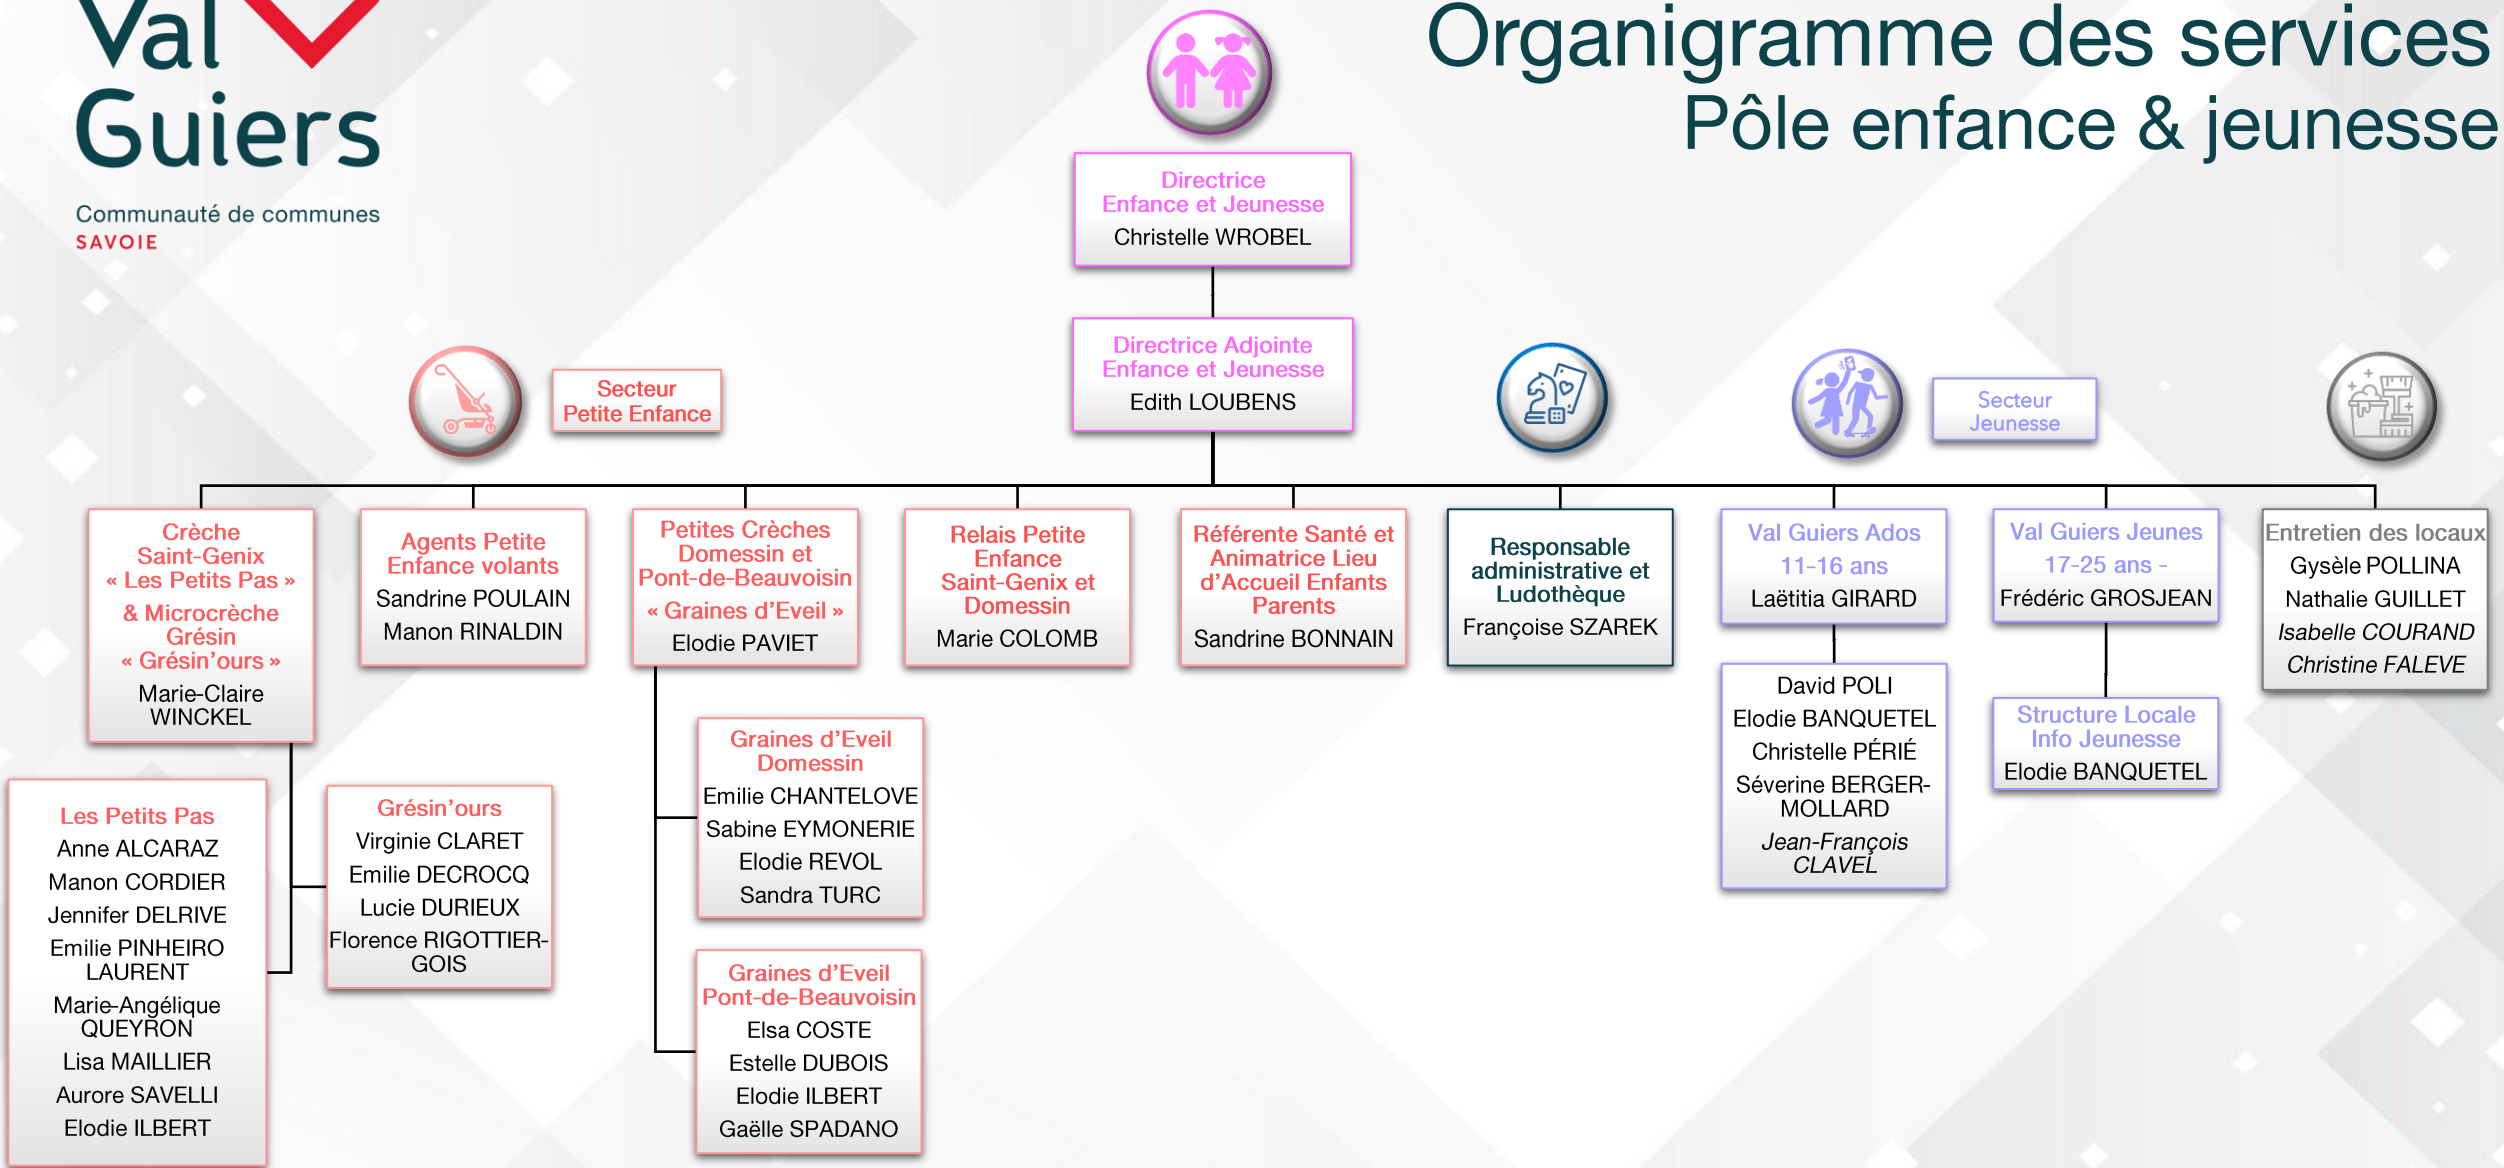 Val
Guiers
Communauté de communes
SAVOIE
Organigramme des services
Pôle enfance & jeunesse
Directrice
Enfance et Jeunesse
Christelle WROBEL
Directrice Adjointe
Enfance et Jeunesse
Edith LOUBENS
Secteur
Petite Enfance
Secteur
Jeunesse
Crèche
Saint-Genix
« Les Petits Pas »
& Microcrèche
Grésin
« Grésin’ours »
Marie-Claire
WINCKEL
Agents Petite
Enfance volants
Sandrine POULAIN
Manon RINALDIN
Petites Crèches
Domessin et
Pont-de-Beauvoisin
« Graines d’Eveil »
Elodie PAVIET
Relais Petite
Enfance
Saint-Genix et
Domessin
Marie COLOMB
Référente Santé et
Animatrice Lieu
d’Accueil Enfants
Parents
Sandrine BONNAIN
Responsable
administrative et
Ludothèque
Françoise SZAREK
Val Guiers Ados
11-16 ans
Laëtitia GIRARD
Val Guiers Jeunes
17-25 ans -
Frédéric GROSJEAN
Entretien des locaux
Gysèle POLLINA
Nathalie GUILLET
Isabelle COURAND
Christine FALEVE
Les Petits Pas
Anne ALCARAZ
Manon CORDIER
Jennifer DELRIVE
Emilie PINHEIRO
LAURENT
Marie-Angélique
QUEYRON
Lisa MAILLIER
Aurore SAVELLI
Elodie ILBERT
Grésin’ours
Virginie CLARET
Emilie DECROCQ
Lucie DURIEUX
Florence RIGOTTIER-
GOIS
Graines d’Eveil
Domessin
Emilie CHANTELOVE
Sabine EYMONERIE
Elodie REVOL
Sandra TURC
Graines d’Eveil
Pont-de-Beauvoisin
Elsa COSTE
Estelle DUBOIS
Elodie ILBERT
Gaëlle SPADANO
David POLI
Elodie BANQUETEL
Christelle PÉRIÉ
Séverine BERGER-
MOLLARD
Jean-François
CLAVEL
Structure Locale
Info Jeunesse
Elodie BANQUETEL